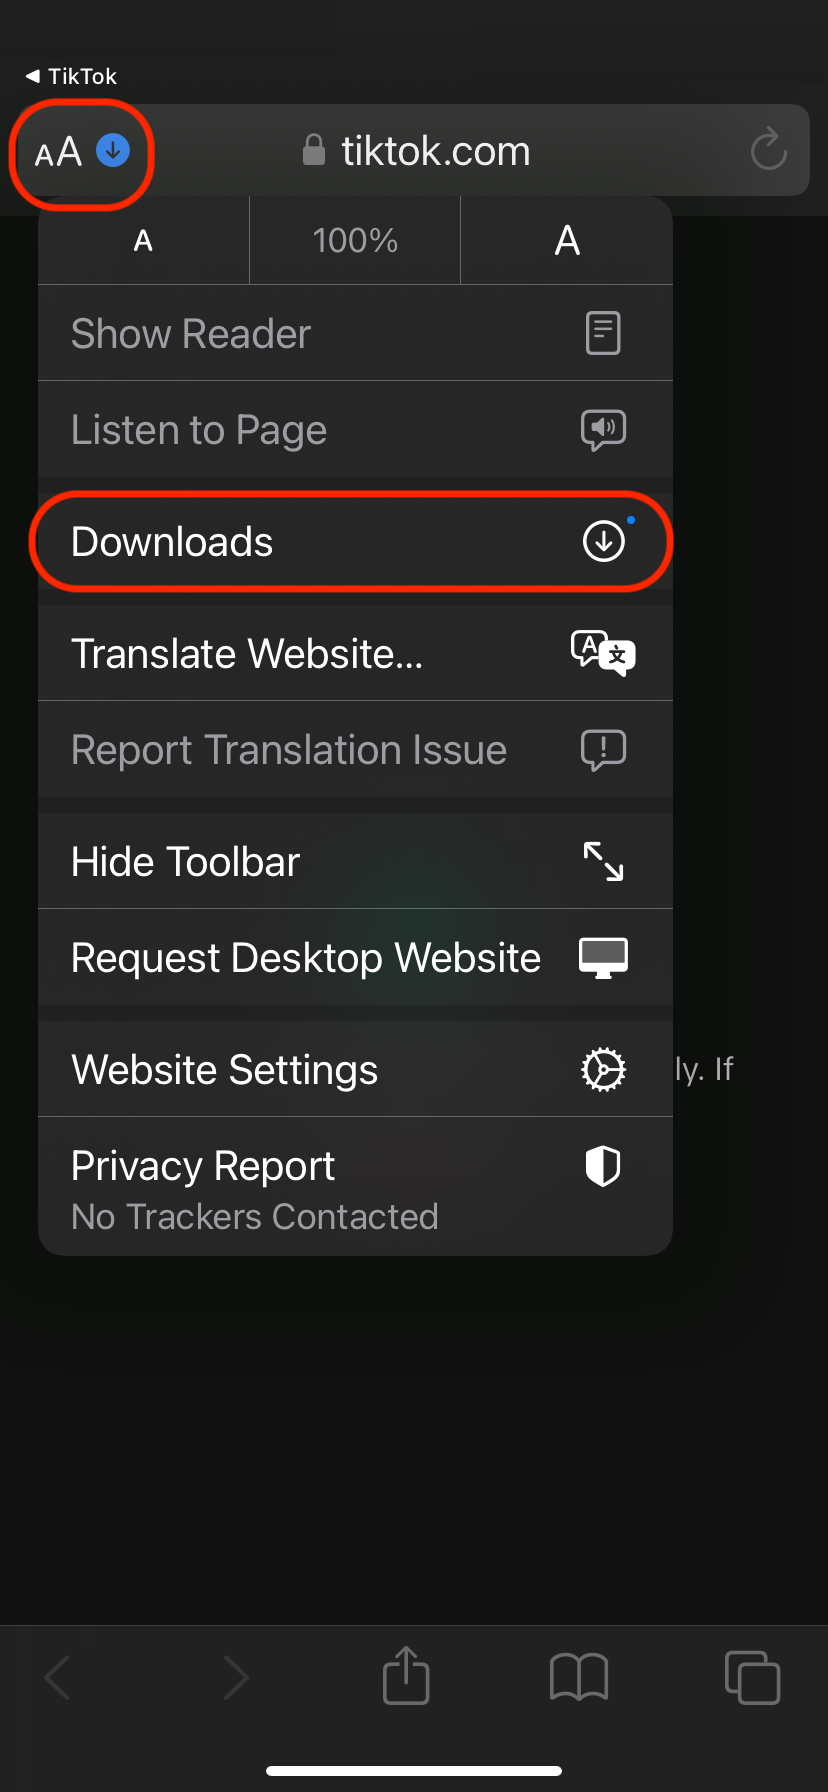 TikTok
AA
tiktok.com
A
100%
A
Show Reader
Listen to Page
Downloads
Translate Website...
Report Translation Issue
Hide Toolbar
Request Desktop Website
Website Settings
ly. If
Privacy Report
No Trackers Contacted